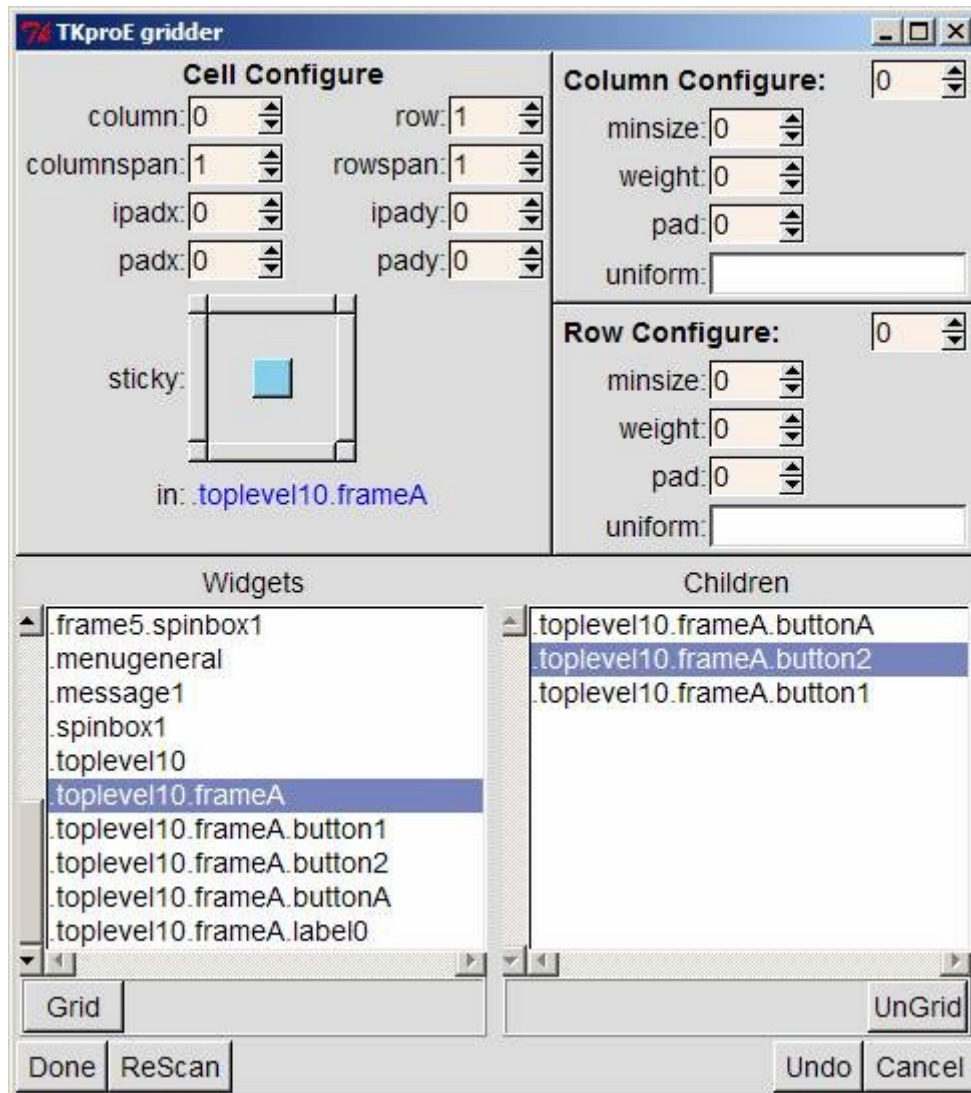 TKproE gridder
Cell Configure
column: 0 row: 1
columnspan: 1 rowspan: 1
ipadx: 0 ipady: 0
padx: 0 pady: 0
sticky:
in: .toplevel10.frameA
Column Configure: 0
minsize: 0
weight: 0
pad: 0
uniform:
Row Configure: 0
minsize: 0
weight: 0
pad: 0
uniform:
Widgets
.frame5.spinbox1
.menugeneral
.message1
.spinbox1
.toplevel10
.toplevel10.frameA
.toplevel10.frameA.button1
.toplevel10.frameA.button2
.toplevel10.frameA.buttonA
.toplevel10.frameA.label0
Grid
Children
.toplevel10.frameA.buttonA
.toplevel10.frameA.button2
.toplevel10.frameA.button1
UnGrid
Done ReScan Undo Cancel